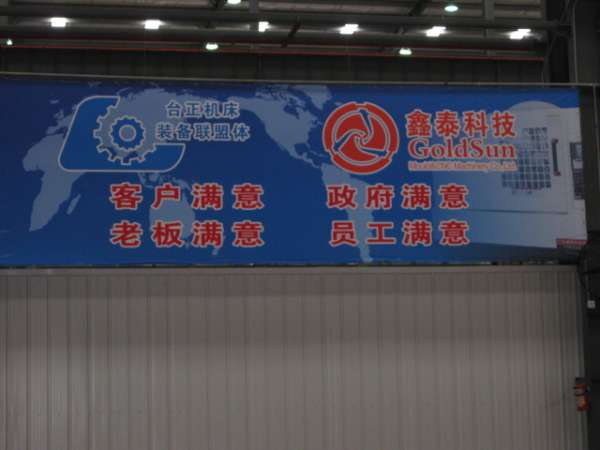 台正机床
装备联盟体
鑫泰科技
GoldSun
客户满意
政府满意
老板满意
员工满意